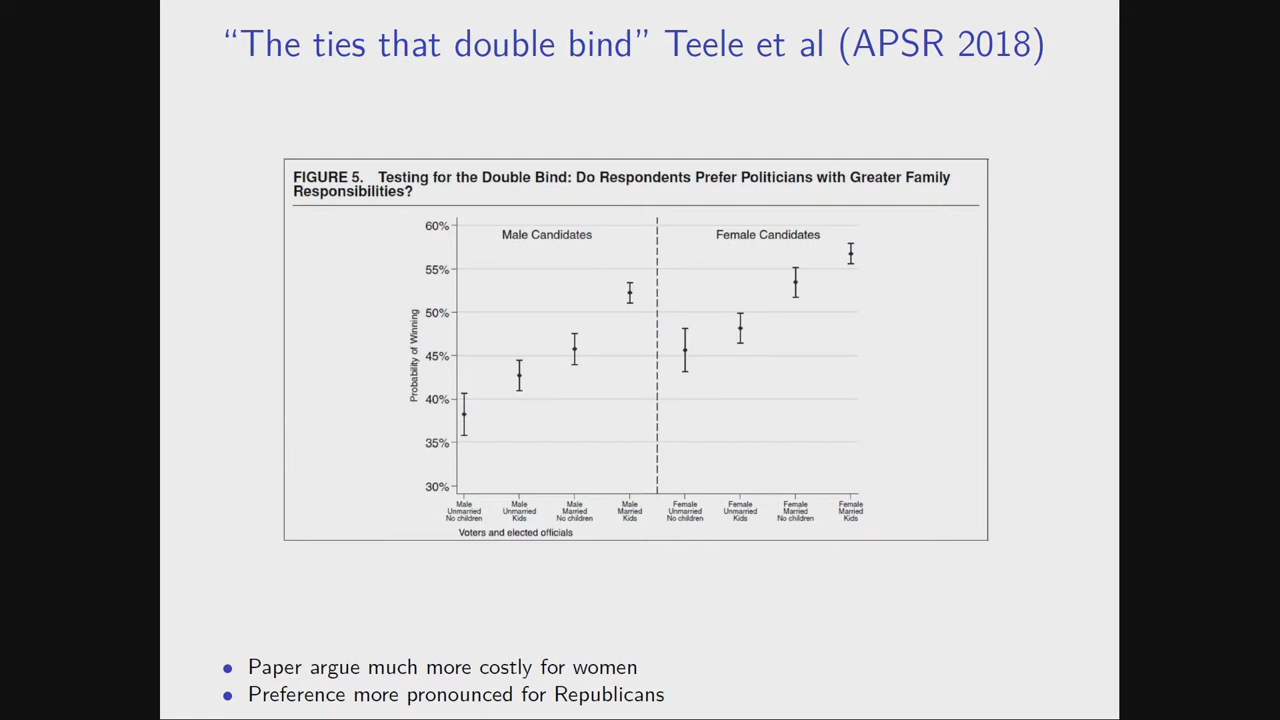 “The ties that double bind” Teele et al (APSR 2018)
FIGURE 5. Testing for the Double Bind: Do Respondents Prefer Politicians with Greater Family
Responsibilities?
Male Candidates
Female Candidates
Probability of Winning
60%
55%
50%
45%
40%
35%
30%
Male
Unmarried
No children
Male
Unmarried
Kids
Male
Married
No children
Male
Married
Kids
Female
Unmarried
No children
Female
Unmarried
Kids
Female
Married
No children
Female
Married
Kids
Voters and elected officials
• Paper argue much more costly for women
• Preference more pronounced for Republicans